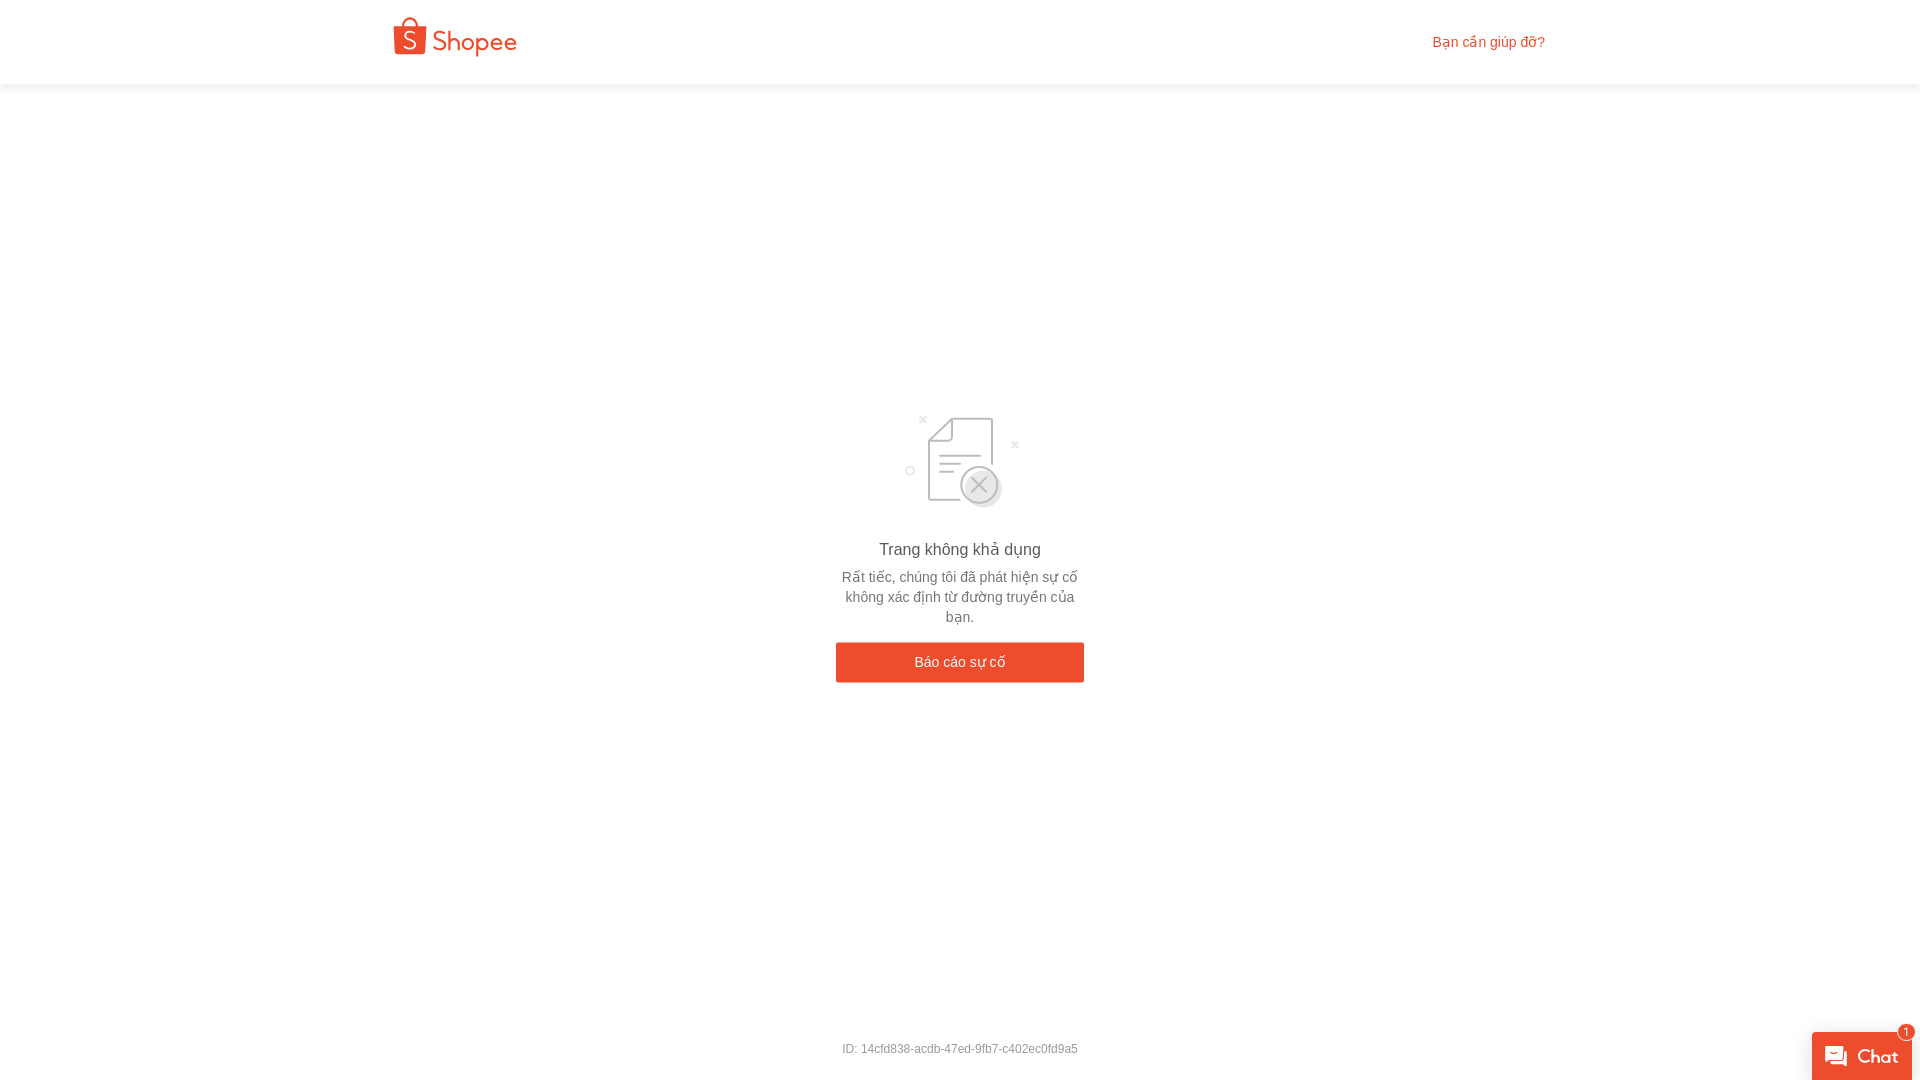 Shopee
Bạn cần giúp đỡ?
Trang không khả dụng
Rất tiếc, chúng tôi đã phát hiện sự cố
không xác định từ đường truyền của
bạn.
Báo cáo sự cố
ID: 14cfd838-acdb-47ed-9fb7-c402ec0fd9a5
1
Chat